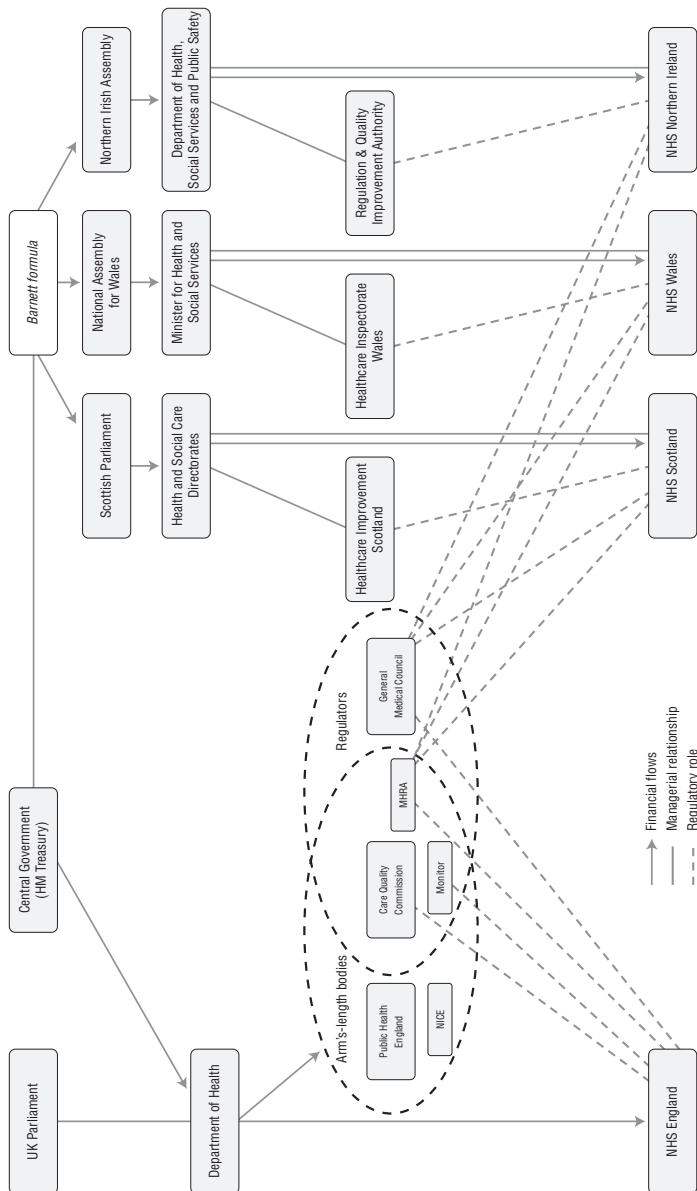 UK Parliament
Central Government
(HM Treasury)
Barnett formula
Scottish Parliament
National Assembly
for Wales
Northern Irish Assembly
Department of Health
Health and Social Care
Directorates
Minister for Health and
Social Services
Department of Health,
Social Services and Public Safety
Arm's-length bodies
Regulators
Public Health
England
NICE
Care Quality
Commission
Monitor
MHRA
General
Medical Council
Healthcare Improvement
Scotland
Healthcare Inspectorate
Wales
Regulation & Quality
Improvement Authority
NHS England
NHS Scotland
NHS Wales
NHS Northern Ireland
Financial flows
Managerial relationship
Regulatory role